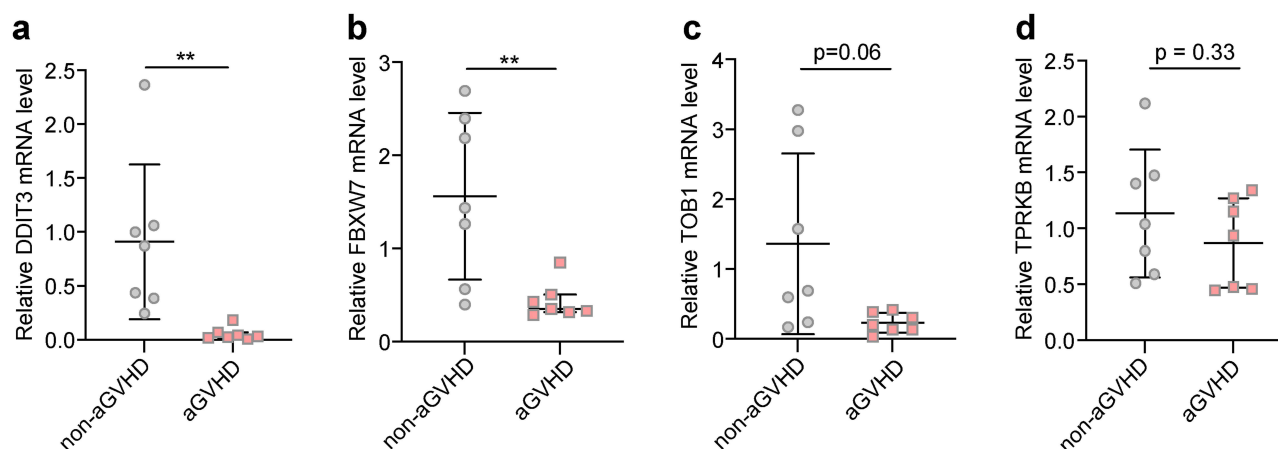 a
**
Relative DDIT3 mRNA level
2.5
2.0
1.5
1.0
0.5
0.0
non-aGVHD
aGVHD
b
**
Relative FBXW7 mRNA level
3
2
1
0
non-aGVHD
aGVHD
c
p=0.06
Relative TOB1 mRNA level
4
3
2
1
0
non-aGVHD
aGVHD
d
p = 0.33
Relative TPRKB mRNA level
2.5
2.0
1.5
1.0
0.5
0.0
non-aGVHD
aGVHD